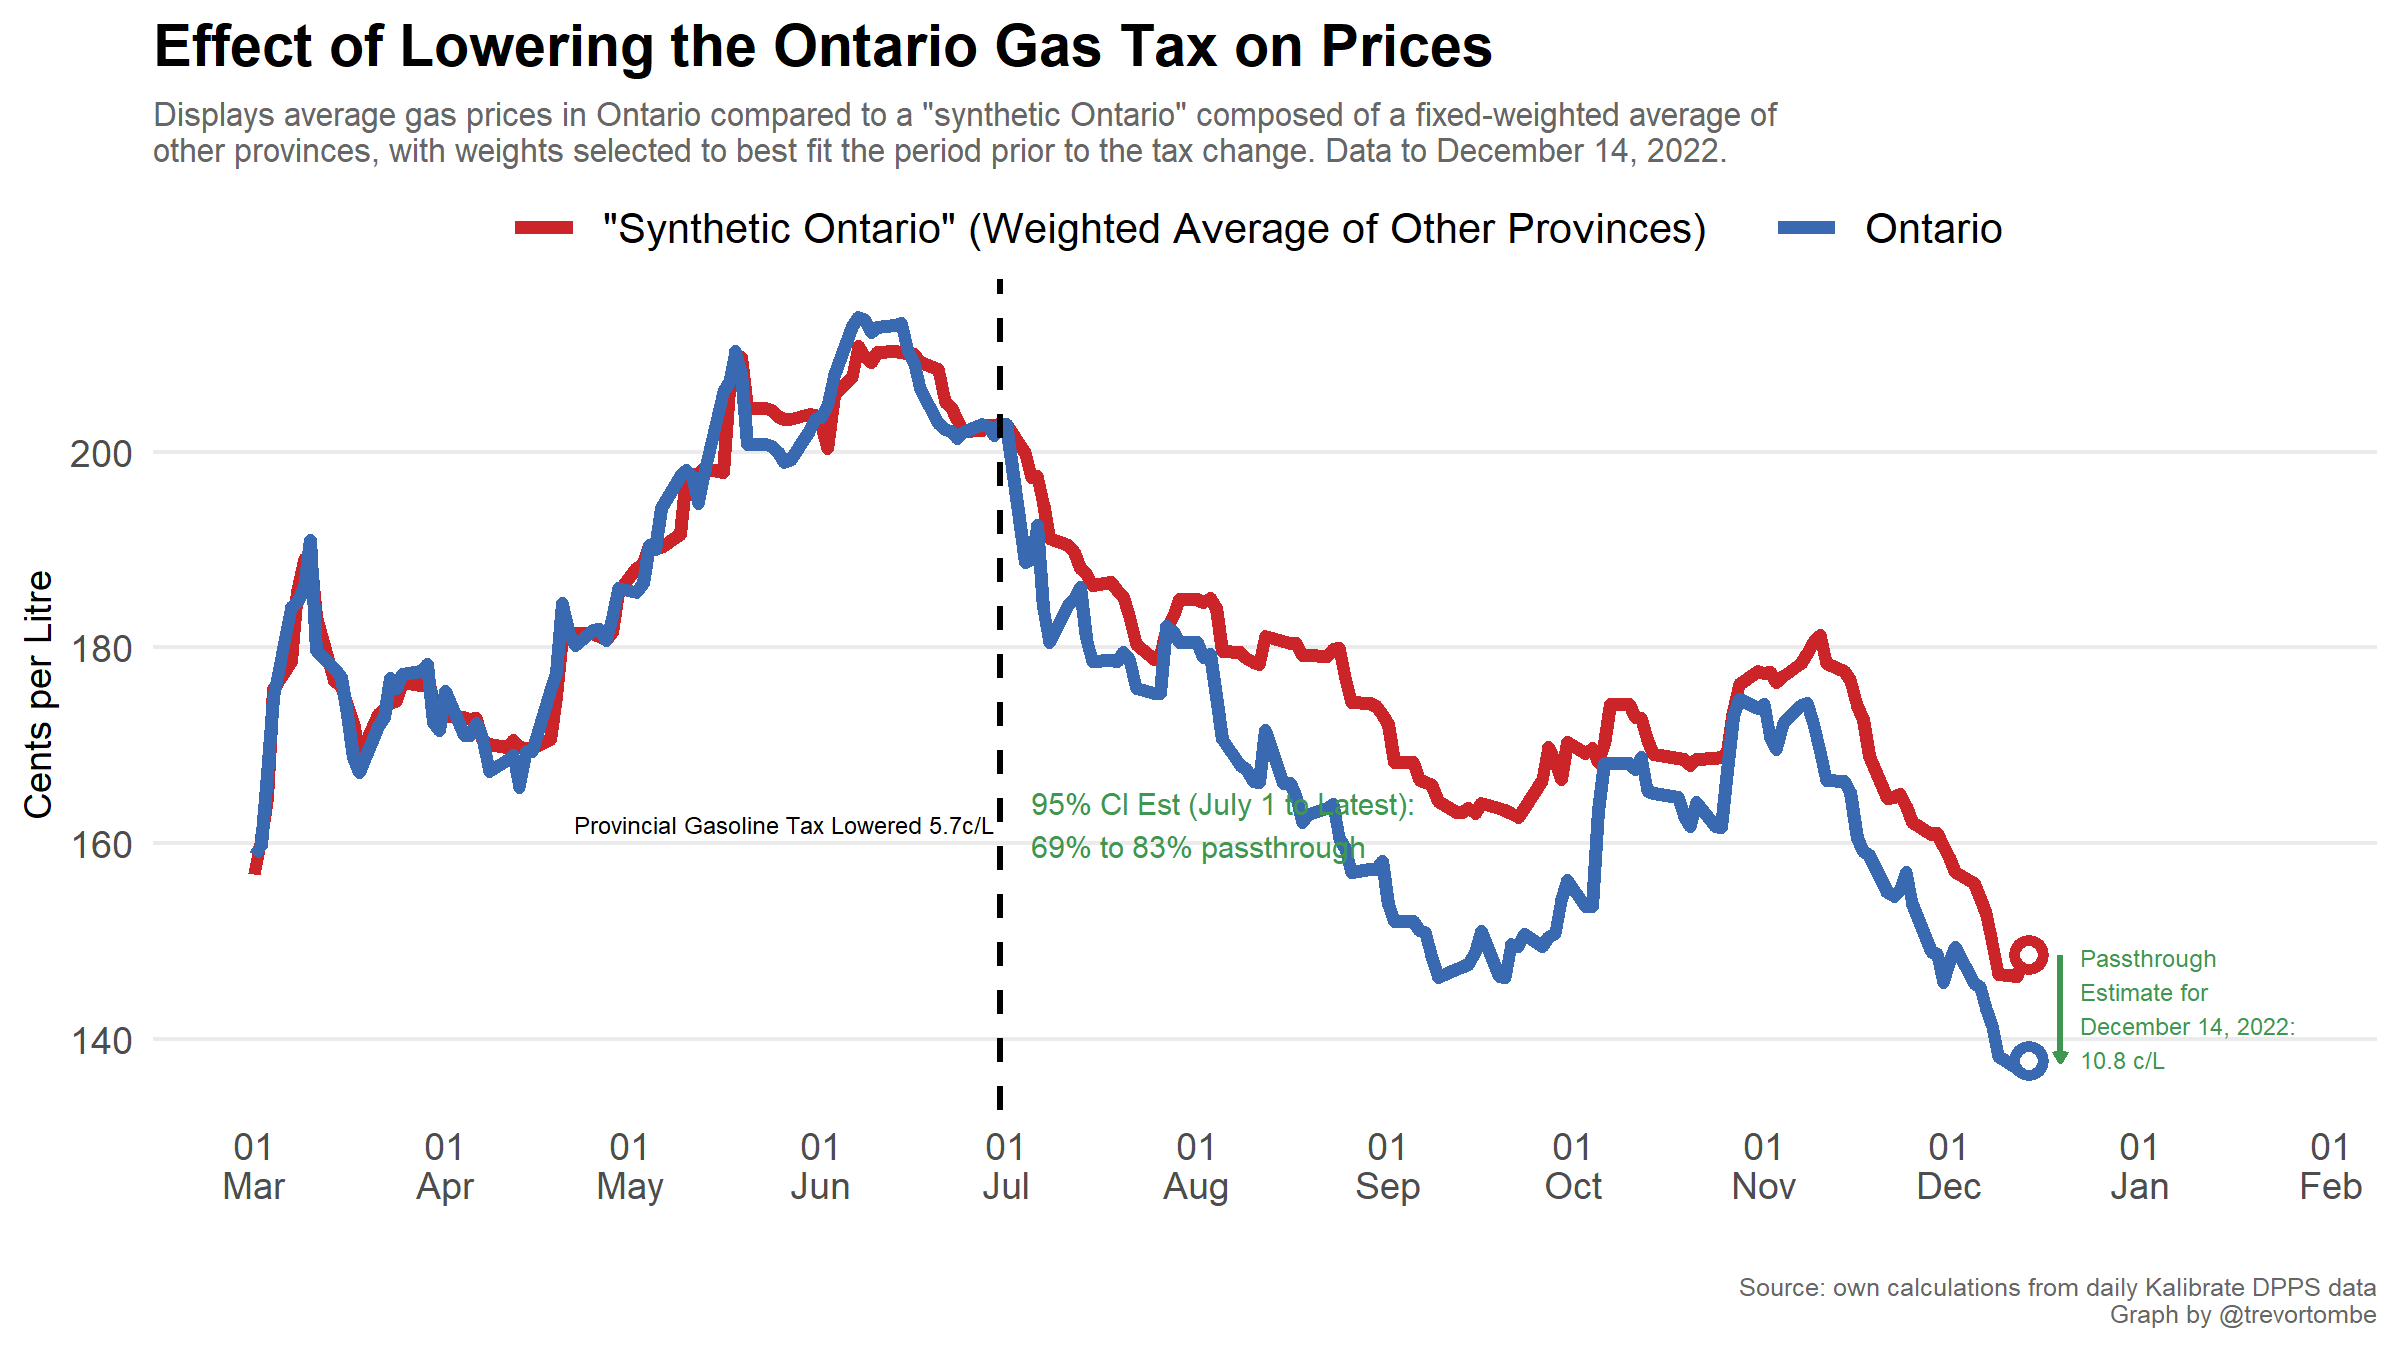 Effect of Lowering the Ontario Gas Tax on Prices
Displays average gas prices in Ontario compared to a "synthetic Ontario" composed of a fixed-weighted average of
other provinces, with weights selected to best fit the period prior to the tax change. Data to December 14, 2022.
"Synthetic Ontario" (Weighted Average of Other Provinces)
Ontario
Cents per Litre
200
180
160
140
Provincial Gasoline Tax Lowered 5.7c/L
95% CI Est (July 1 to Latest):
69% to 83% passthrough
Passthrough
Estimate for
December 14, 2022:
10.8 c/L
01
Mar
01
Apr
01
May
01
Jun
01
Jul
01
Aug
01
Sep
01
Oct
01
Nov
01
Dec
01
Jan
01
Feb
Source: own calculations from daily Kalibrate DPPS data
Graph by @trevortombe